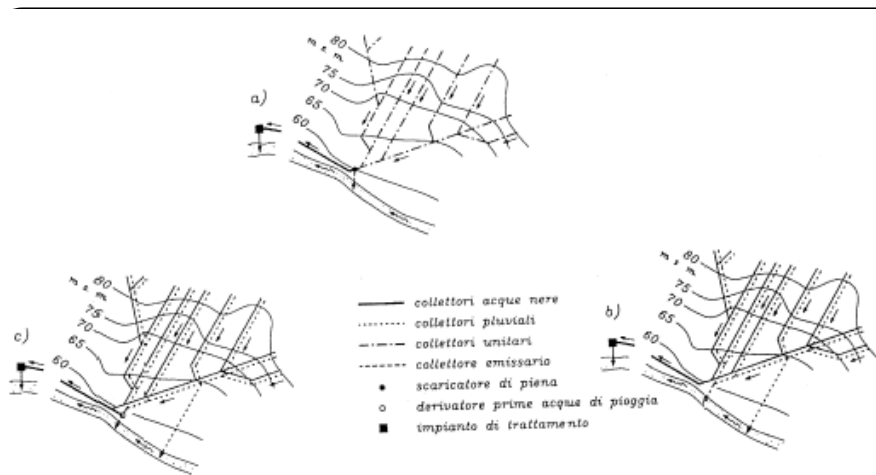 a)
80
m s. m.
75
70
65
60
c)
80
m s. m.
75
70
65
60
collettori acque nere
collettori pluviali
collettori unitari
collettore emissario
scaricatore di piena
derivatore prime acque di pioggia
impianto di trattamento
b)
80
m s. m.
75
70
65
60